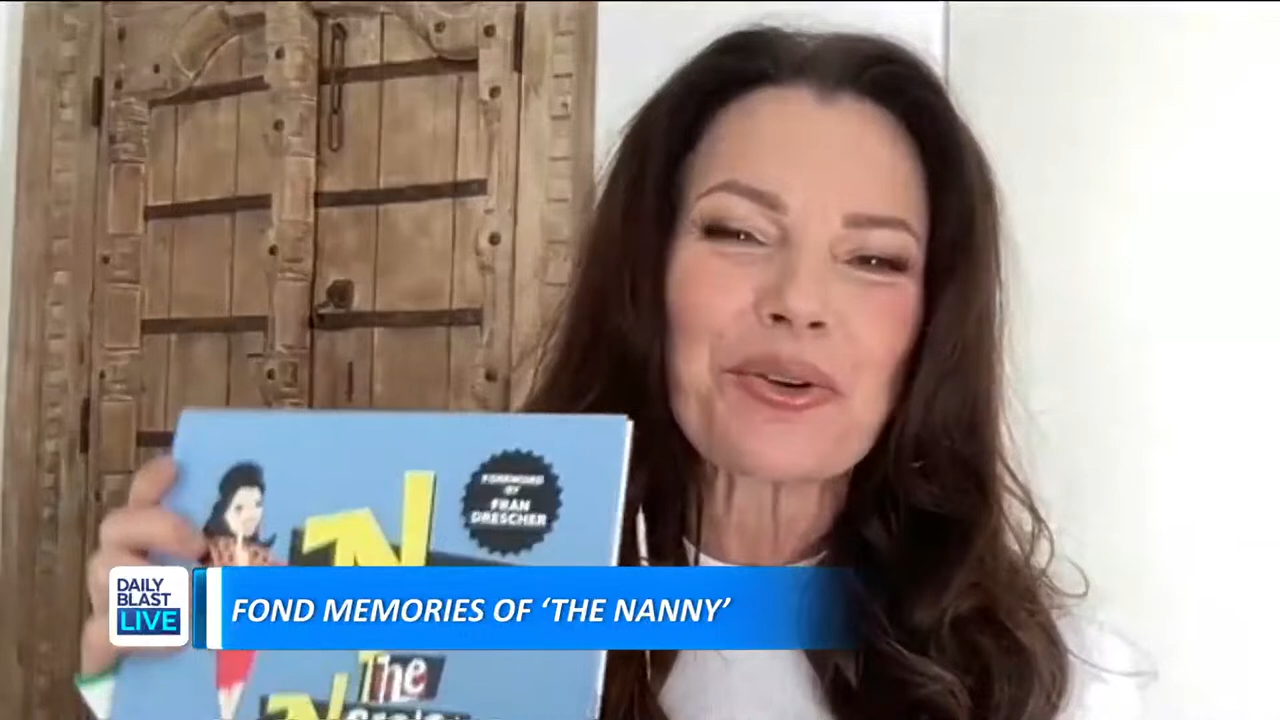 FOREWORD
BY
FRAN
DRESCHER
N
DAILY
BLAST
LIVE
FOND MEMORIES OF ‘THE NANNY’
The
N